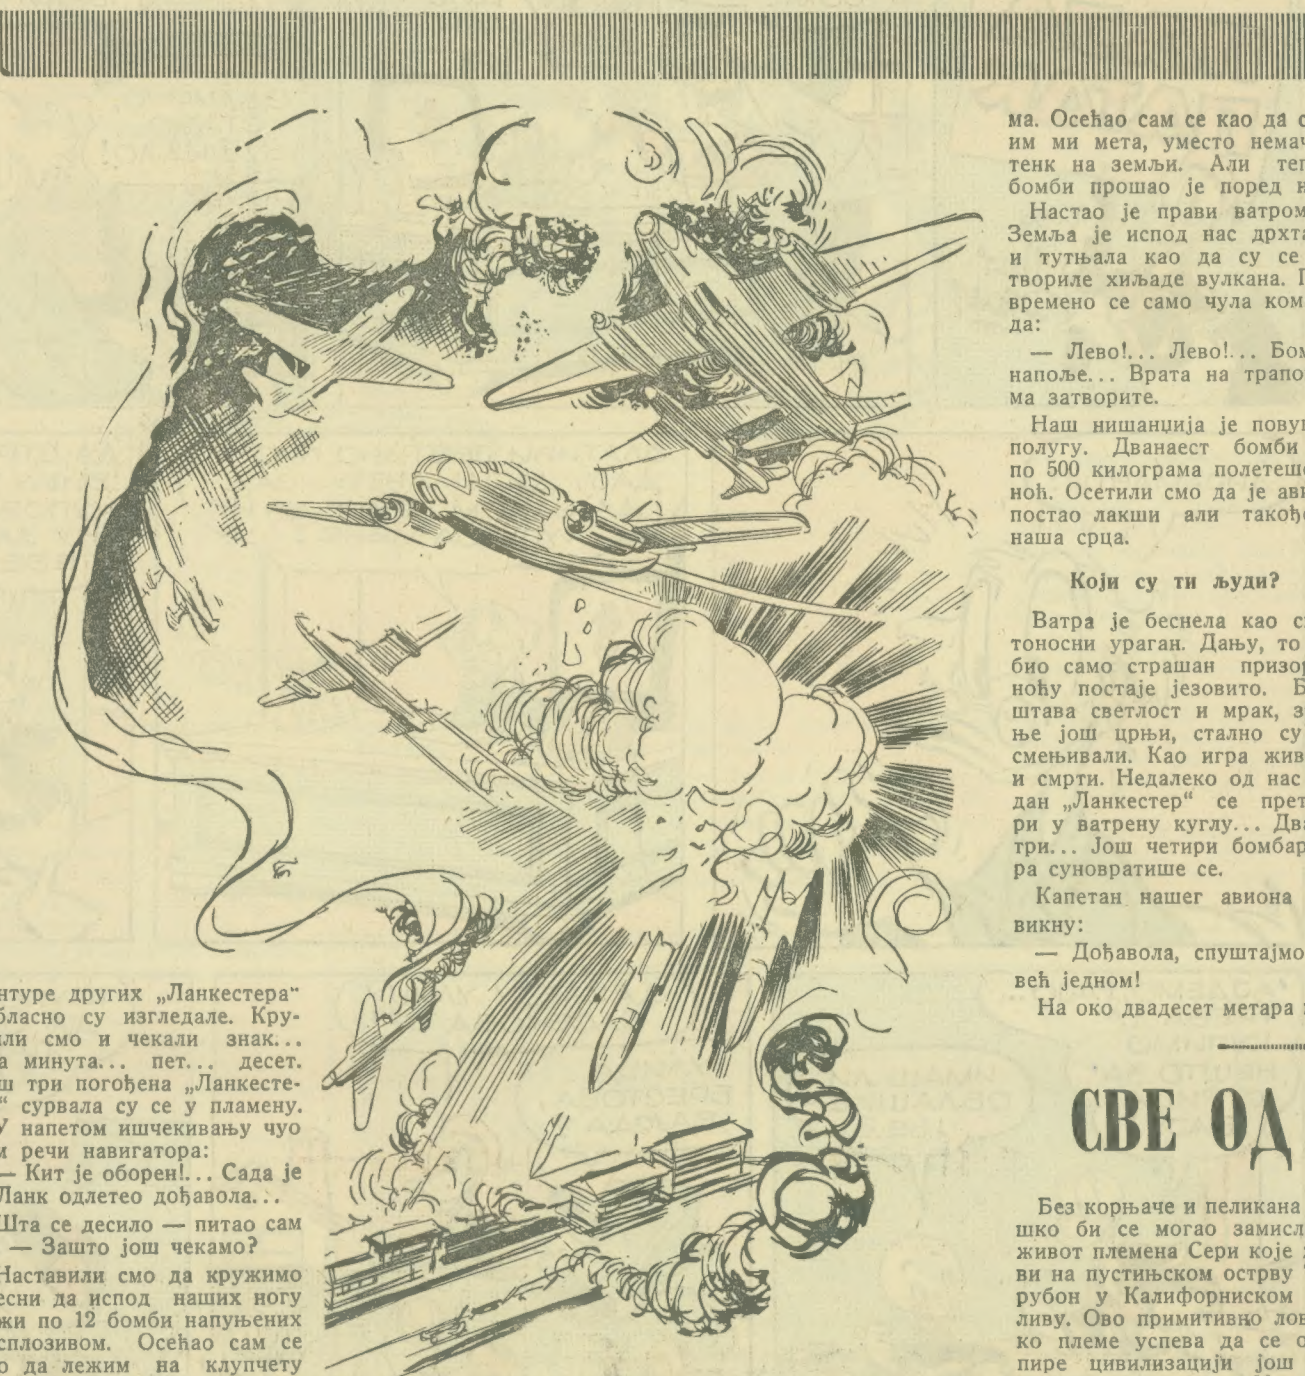 нтуре других „Ланкестера“
бласно су изгледале. Кру-
или смо и чекали знак...
а минута... пет... десет.
ш три погођена „Ланкесте-
“ сурвала су се у пламену.
У напетом ишчекивању чуо
м речи навигатора:
— Кит је оборен!... Сада је
Ланк одлетео дођавола...
Шта се десило — питао сам
— Зашто још чекамо?
Наставили смо да кружимо
есни да испод наших ногу
жи по 12 бомби напуњених
сплозивом. Осећао сам се
о да лежим на клупчету
ма. Осећао сам се као да с
им ми мета, уместо немач
тенк на земљи. Али тег
бомби прошао је поред н
Настао је прави ватром
Земља је испод нас дрхта
и тутњала као да су се
твориле хиљаде вулкана. П
времено се само чула ком
да:
— Лево!... Лево!... Бом
напоље... Врата на трапо
ма затворите.
Наш нишанџија је повук
полугу. Дванаест бомби
по 500 килограма полетеше
ноћ. Осетили смо да је ави
постао лакши али такође
наша срца.
Који су ти људи?
Ватра је беснела као с
тоносни ураган. Дању, то
био само страшан призор
ноћу постаје језовито. Б
штава светлост и мрак, з
ње још црњи, стално су
смењивали. Као игра жив
и смрти. Недалеко од нас
дан „Ланкестер“ се прет
ри у ватрену куглу... Два
три... Још четири бомбар
ра суновратише се.
Капетан нашег авиона
викну:
— Дођавола, спуштајмо
већ једном!
На око двадесет метара
СВЕ ОД
Без корњаче и пеликана
шко би се могао замисл
живот племена Сери које ж
ви на пустињском острву Т
рубон у Калифорниском
ливу. Ово примитивно лов
ко племе успева да се о
пире цивилизацији још